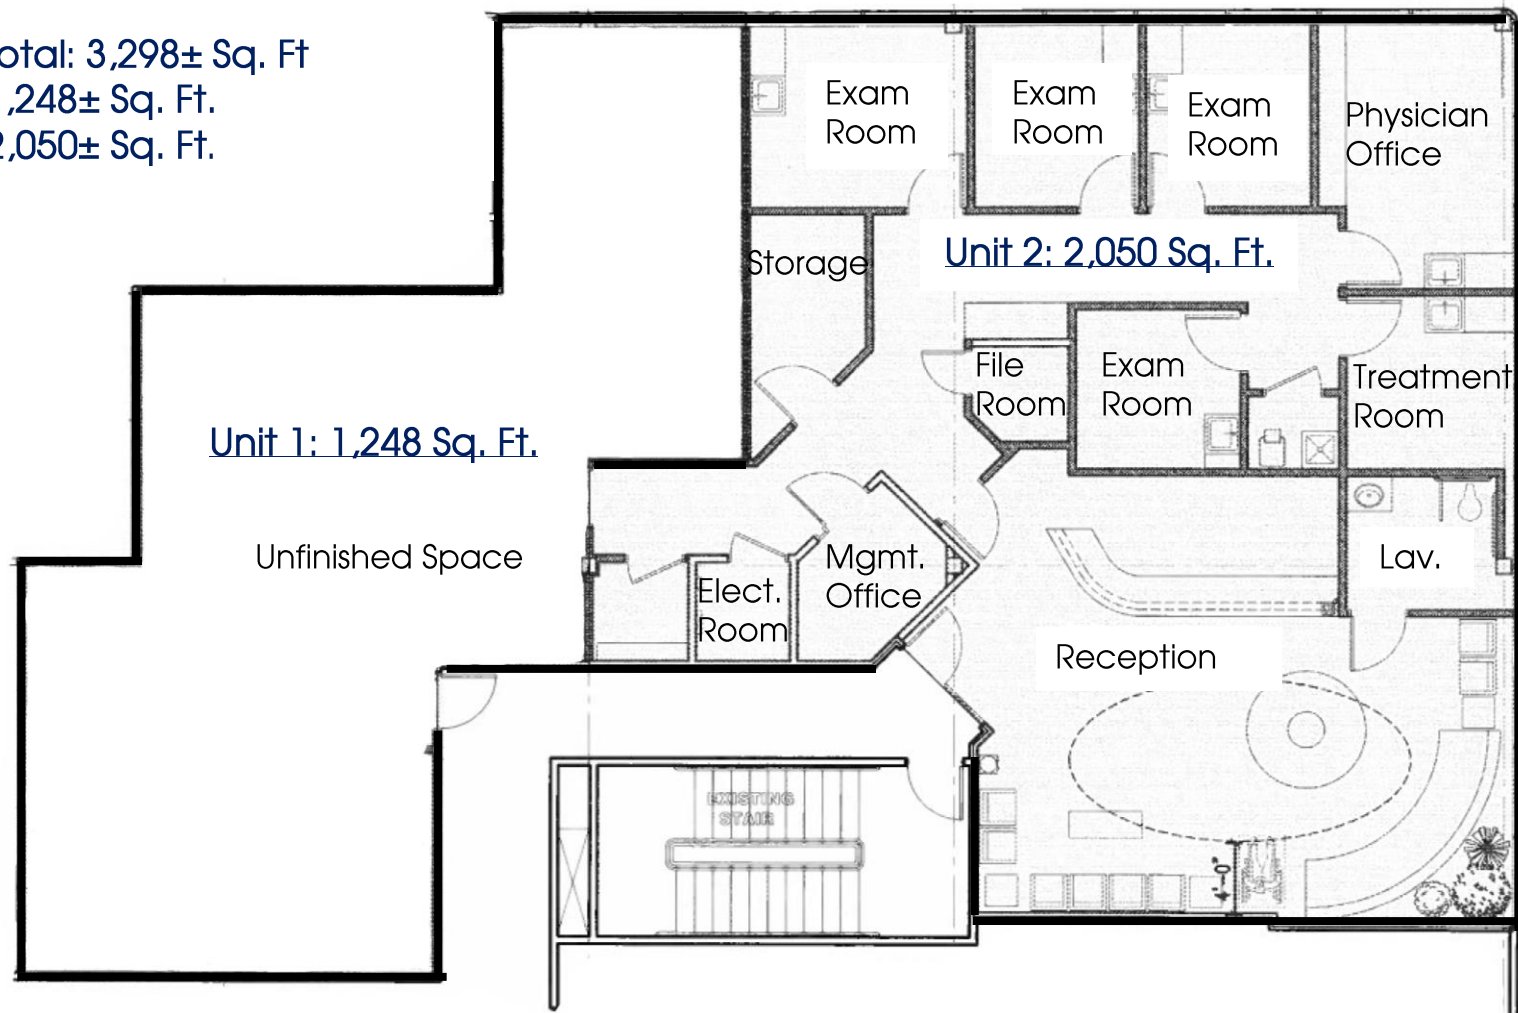 otal: 3,298± Sq. Ft
,248± Sq. Ft.
2,050± Sq. Ft.
Exam
Room
Exam
Room
Exam
Room
Physician
Office
Storage
Unit 2: 2,050 Sq. Ft.
File
Room
Exam
Room
Treatment
Room
Unit 1: 1,248 Sq. Ft.
Unfinished Space
Elect.
Room
Mgmt.
Office
Lav.
Reception
EXISTING
STAIR
4'-0"